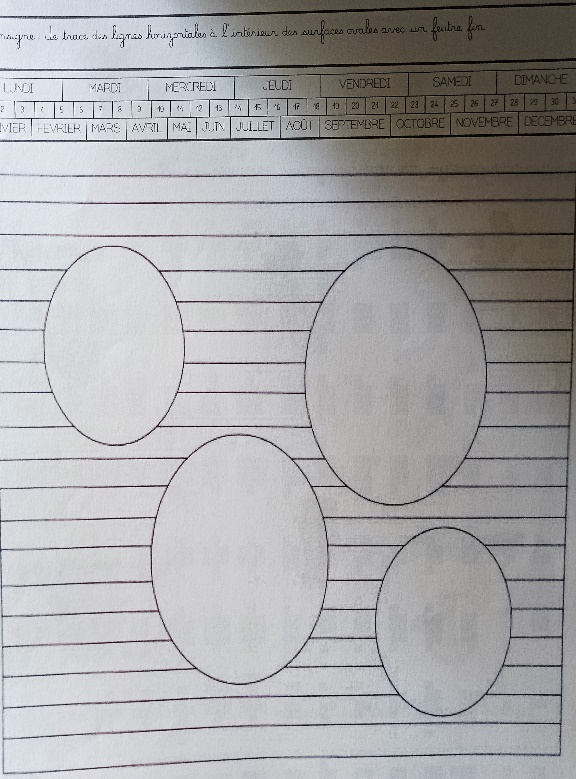 nsigne : Je trace des lignes horizontales à l'intérieur des surfaces ovales avec un feutre fin
LUNDI MARDI MERCREDI JEUDI VENDREDI SAMEDI DIMANCHE
2 3 4 5 6 7 8 9 10 11 12 13 14 15 16 17 18 19 20 21 22 23 24 25 26 27 28 29 30 3
VIER FEVRIER MARS AVRIL MAI JUIN JUILLET AOÛT SEPTEMBRE OCTOBRE NOVEMBRE DECEMBRE